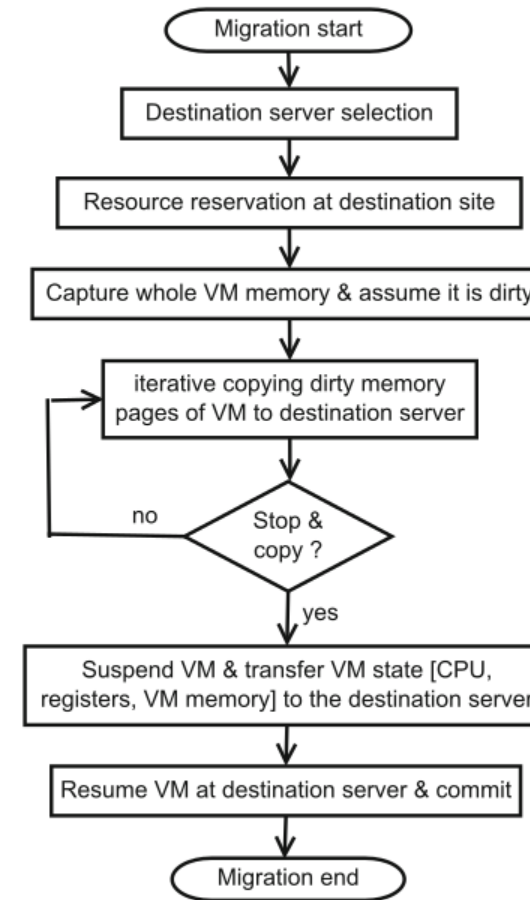 Migration start
Destination server selection
Resource reservation at destination site
Capture whole VM memory & assume it is dirty
iterative copying dirty memory
pages of VM to destination server
no
Stop &
copy ?
yes
Suspend VM & transfer VM state [CPU,
registers, VM memory] to the destination server
Resume VM at destination server & commit
Migration end